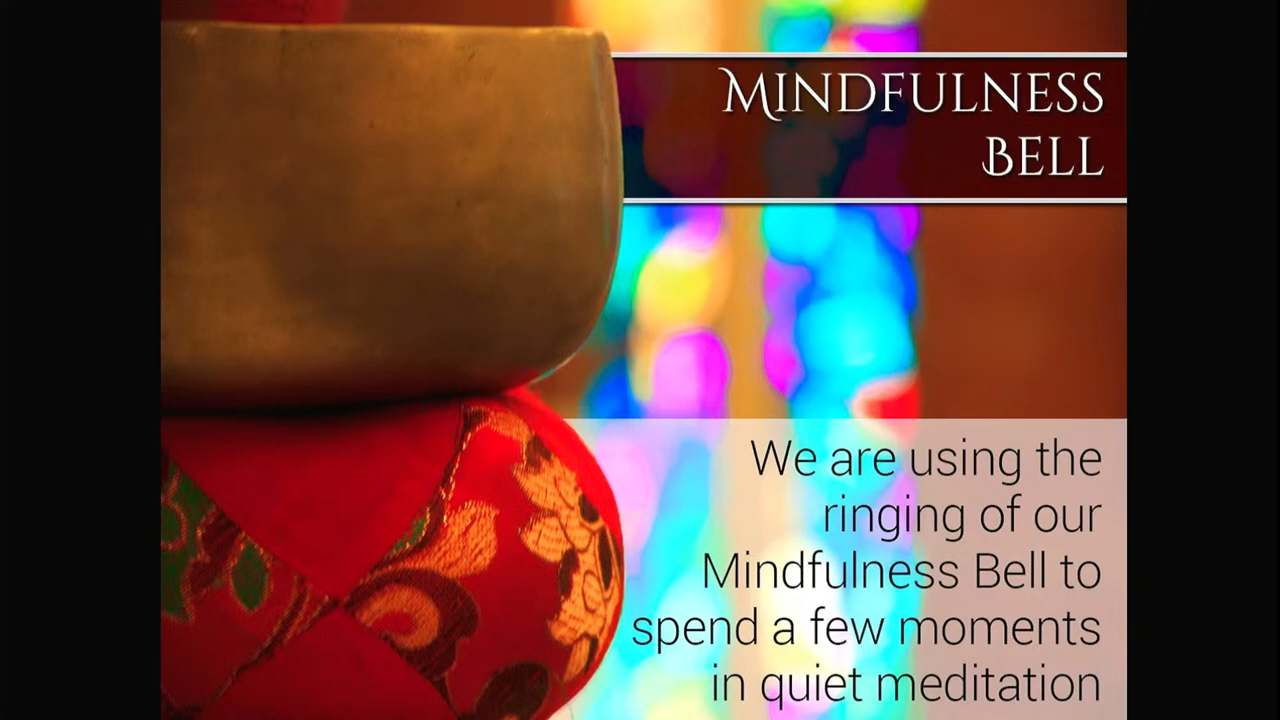 Mindfulness
Bell
We are using the
ringing of our
Mindfulness Bell to
spend a few moments
in quiet meditation